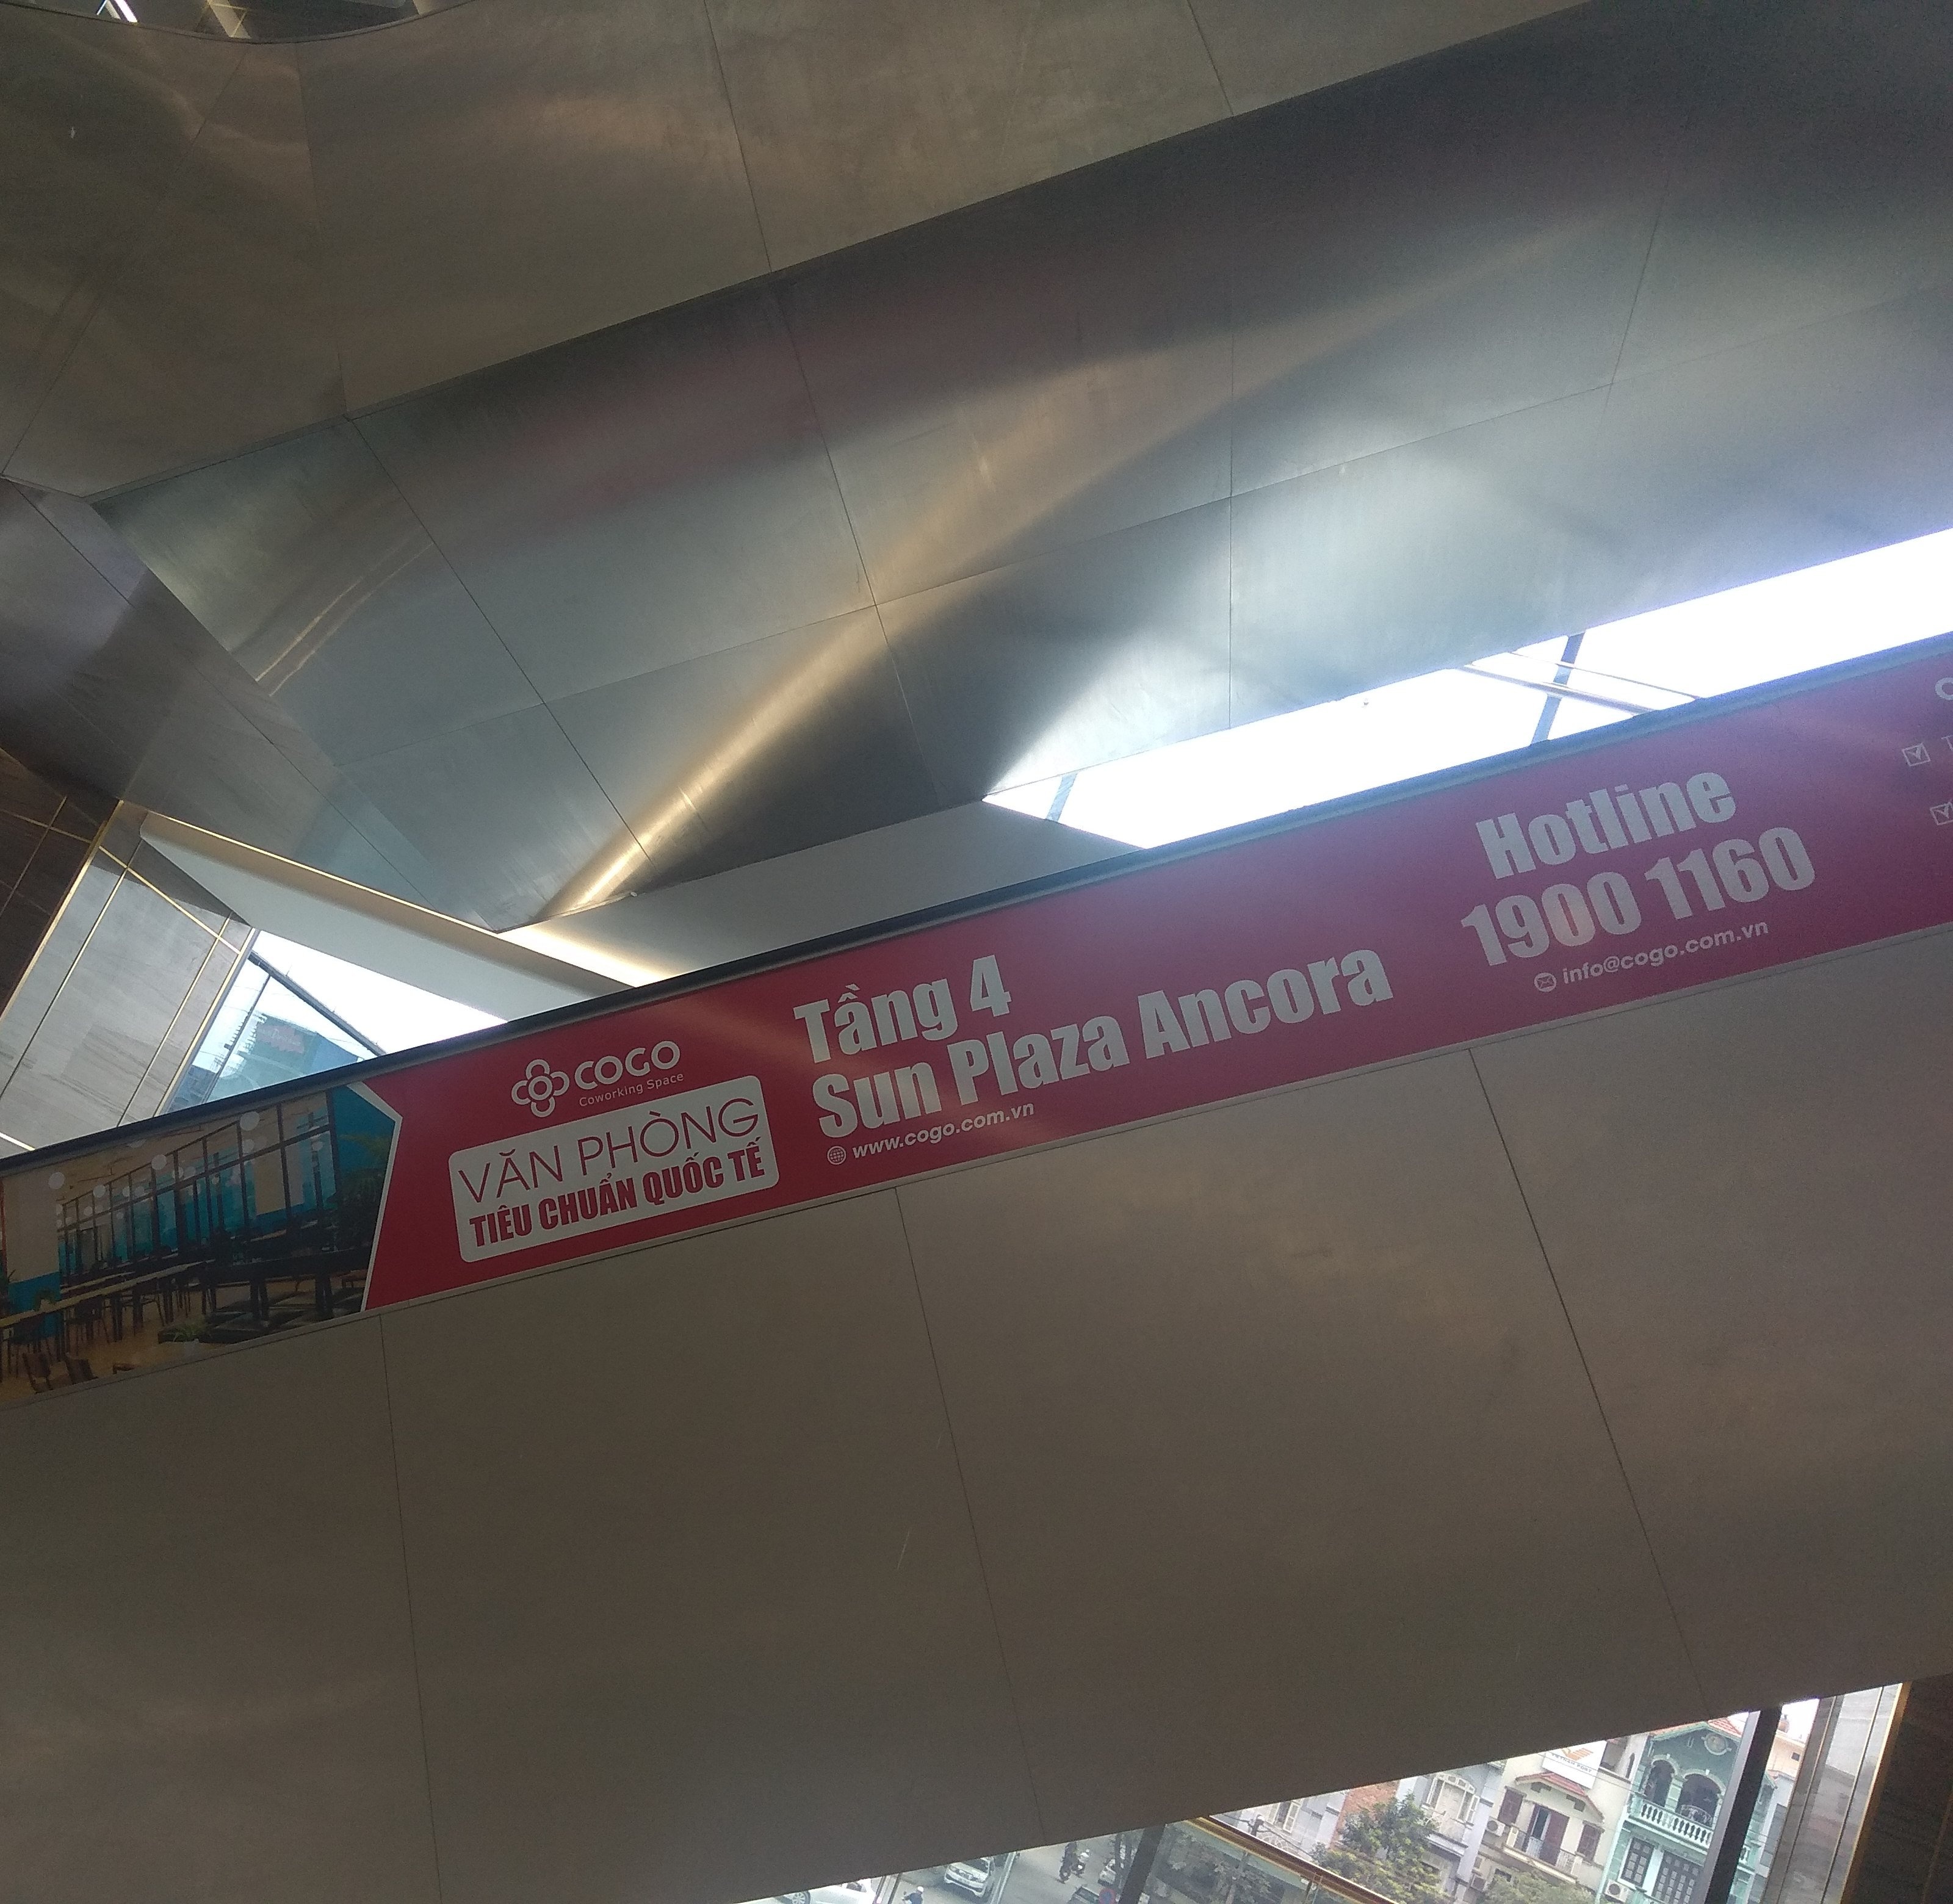 COGO
Coworking Space
VĂN PHÒNG
TIÊU CHUẨN QUỐC TẾ
Tầng 4
Sun Plaza Ancora
www.cogo.com.vn
Hotline
1900 1160
info@cogo.com.vn